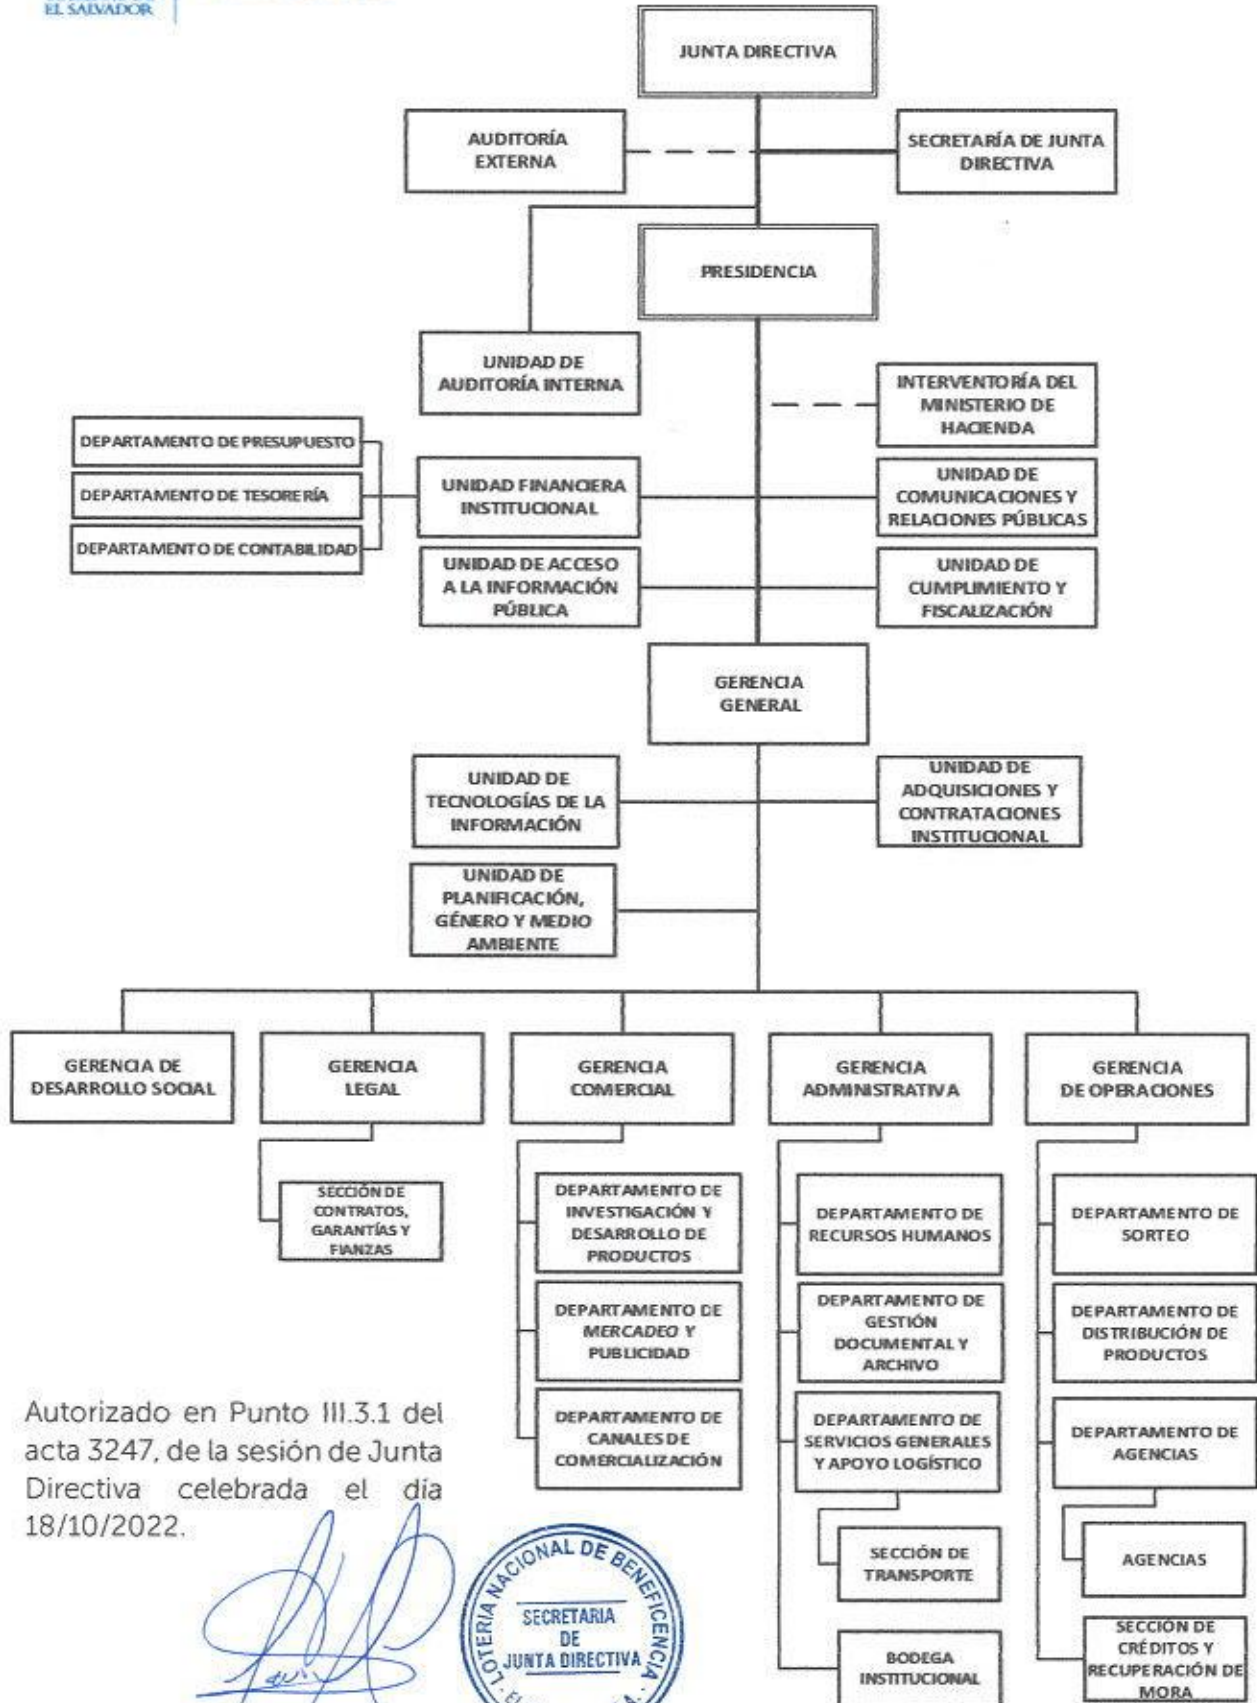 EL SALVADOR
JUNTA DIRECTIVA
AUDITORÍA
EXTERNA
SECRETARÍA DE JUNTA
DIRECTIVA
PRESIDENCIA
UNIDAD DE
AUDITORÍA INTERNA
INTERVENTORÍA DEL
MINISTERIO DE
HACIENDA
DEPARTAMENTO DE PRESUPUESTO
DEPARTAMENTO DE TESORERÍA
DEPARTAMENTO DE CONTABILIDAD
UNIDAD FINANCIERA
INSTITUCIONAL
UNIDAD DE
COMUNICACIONES Y
RELACIONES PÚBLICAS
UNIDAD DE ACCESO
A LA INFORMACIÓN
PÚBLICA
UNIDAD DE
CUMPLIMIENTO Y
FISCALIZACIÓN
GERENCIA
GENERAL
UNIDAD DE
TECNOLOGÍAS DE LA
INFORMACIÓN
UNIDAD DE
ADQUISICIONES Y
CONTRATACIONES
INSTITUCIONAL
UNIDAD DE
PLANIFICACIÓN,
GÉNERO Y MEDIO
AMBIENTE
GERENCIA DE
DESARROLLO SOCIAL
GERENCIA
LEGAL
GERENCIA
COMERCIAL
GERENCIA
ADMINISTRATIVA
GERENCIA
DE OPERACIONES
SECCIÓN DE
CONTRATOS,
GARANTÍAS Y
FIANZAS
DEPARTAMENTO DE
INVESTIGACIÓN Y
DESARROLLO DE
PRODUCTOS
DEPARTAMENTO DE
MERCADEO Y
PUBLICIDAD
DEPARTAMENTO DE
CANALES DE
COMERCIALIZACIÓN
DEPARTAMENTO DE
RECURSOS HUMANOS
DEPARTAMENTO DE
GESTIÓN
DOCUMENTAL Y
ARCHIVO
DEPARTAMENTO DE
SERVICIOS GENERALES
Y APOYO LOGÍSTICO
SECCIÓN DE
TRANSPORTE
BODEGA
INSTITUCIONAL
DEPARTAMENTO DE
SORTEO
DEPARTAMENTO DE
DISTRIBUCIÓN DE
PRODUCTOS
DEPARTAMENTO DE
AGENCIAS
AGENCIAS
SECCIÓN DE
CRÉDITOS Y
RECUPERACIÓN DE
MORA
Autorizado en Punto III.3.1 del
acta 3247, de la sesión de Junta
Directiva celebrada el día
18/10/2022.
LOTERIA NACIONAL DE BENEFICENCIA
SECRETARIA
DE
JUNTA DIRECTIVA